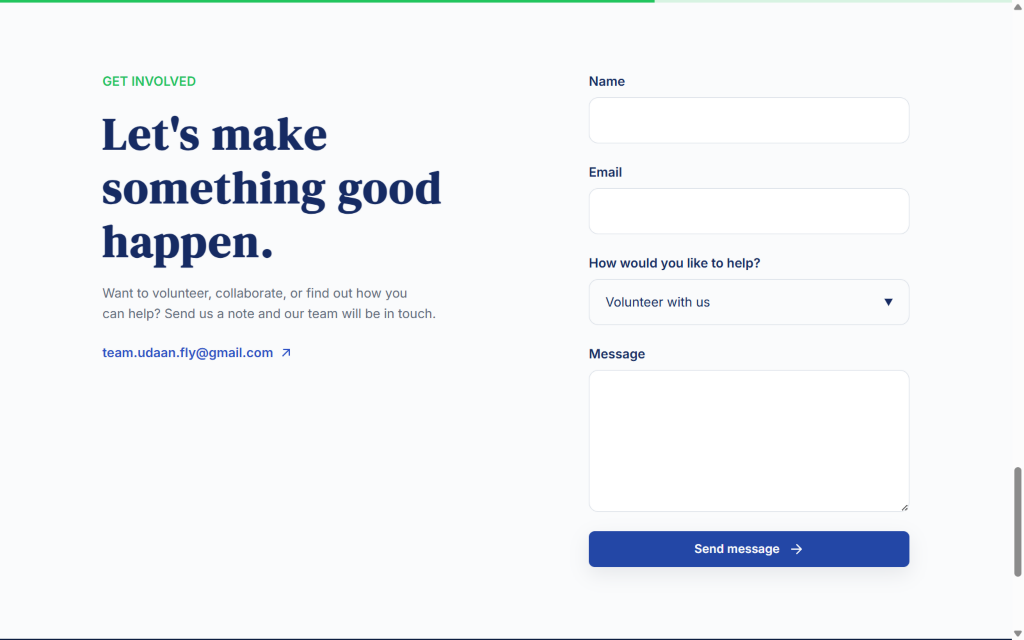 GET INVOLVED
Let's make
something good
happen.
Want to volunteer, collaborate, or find out how you
can help? Send us a note and our team will be in touch.
team.udaan.fly@gmail.com
Name
Email
How would you like to help?
Volunteer with us
Message
Send message